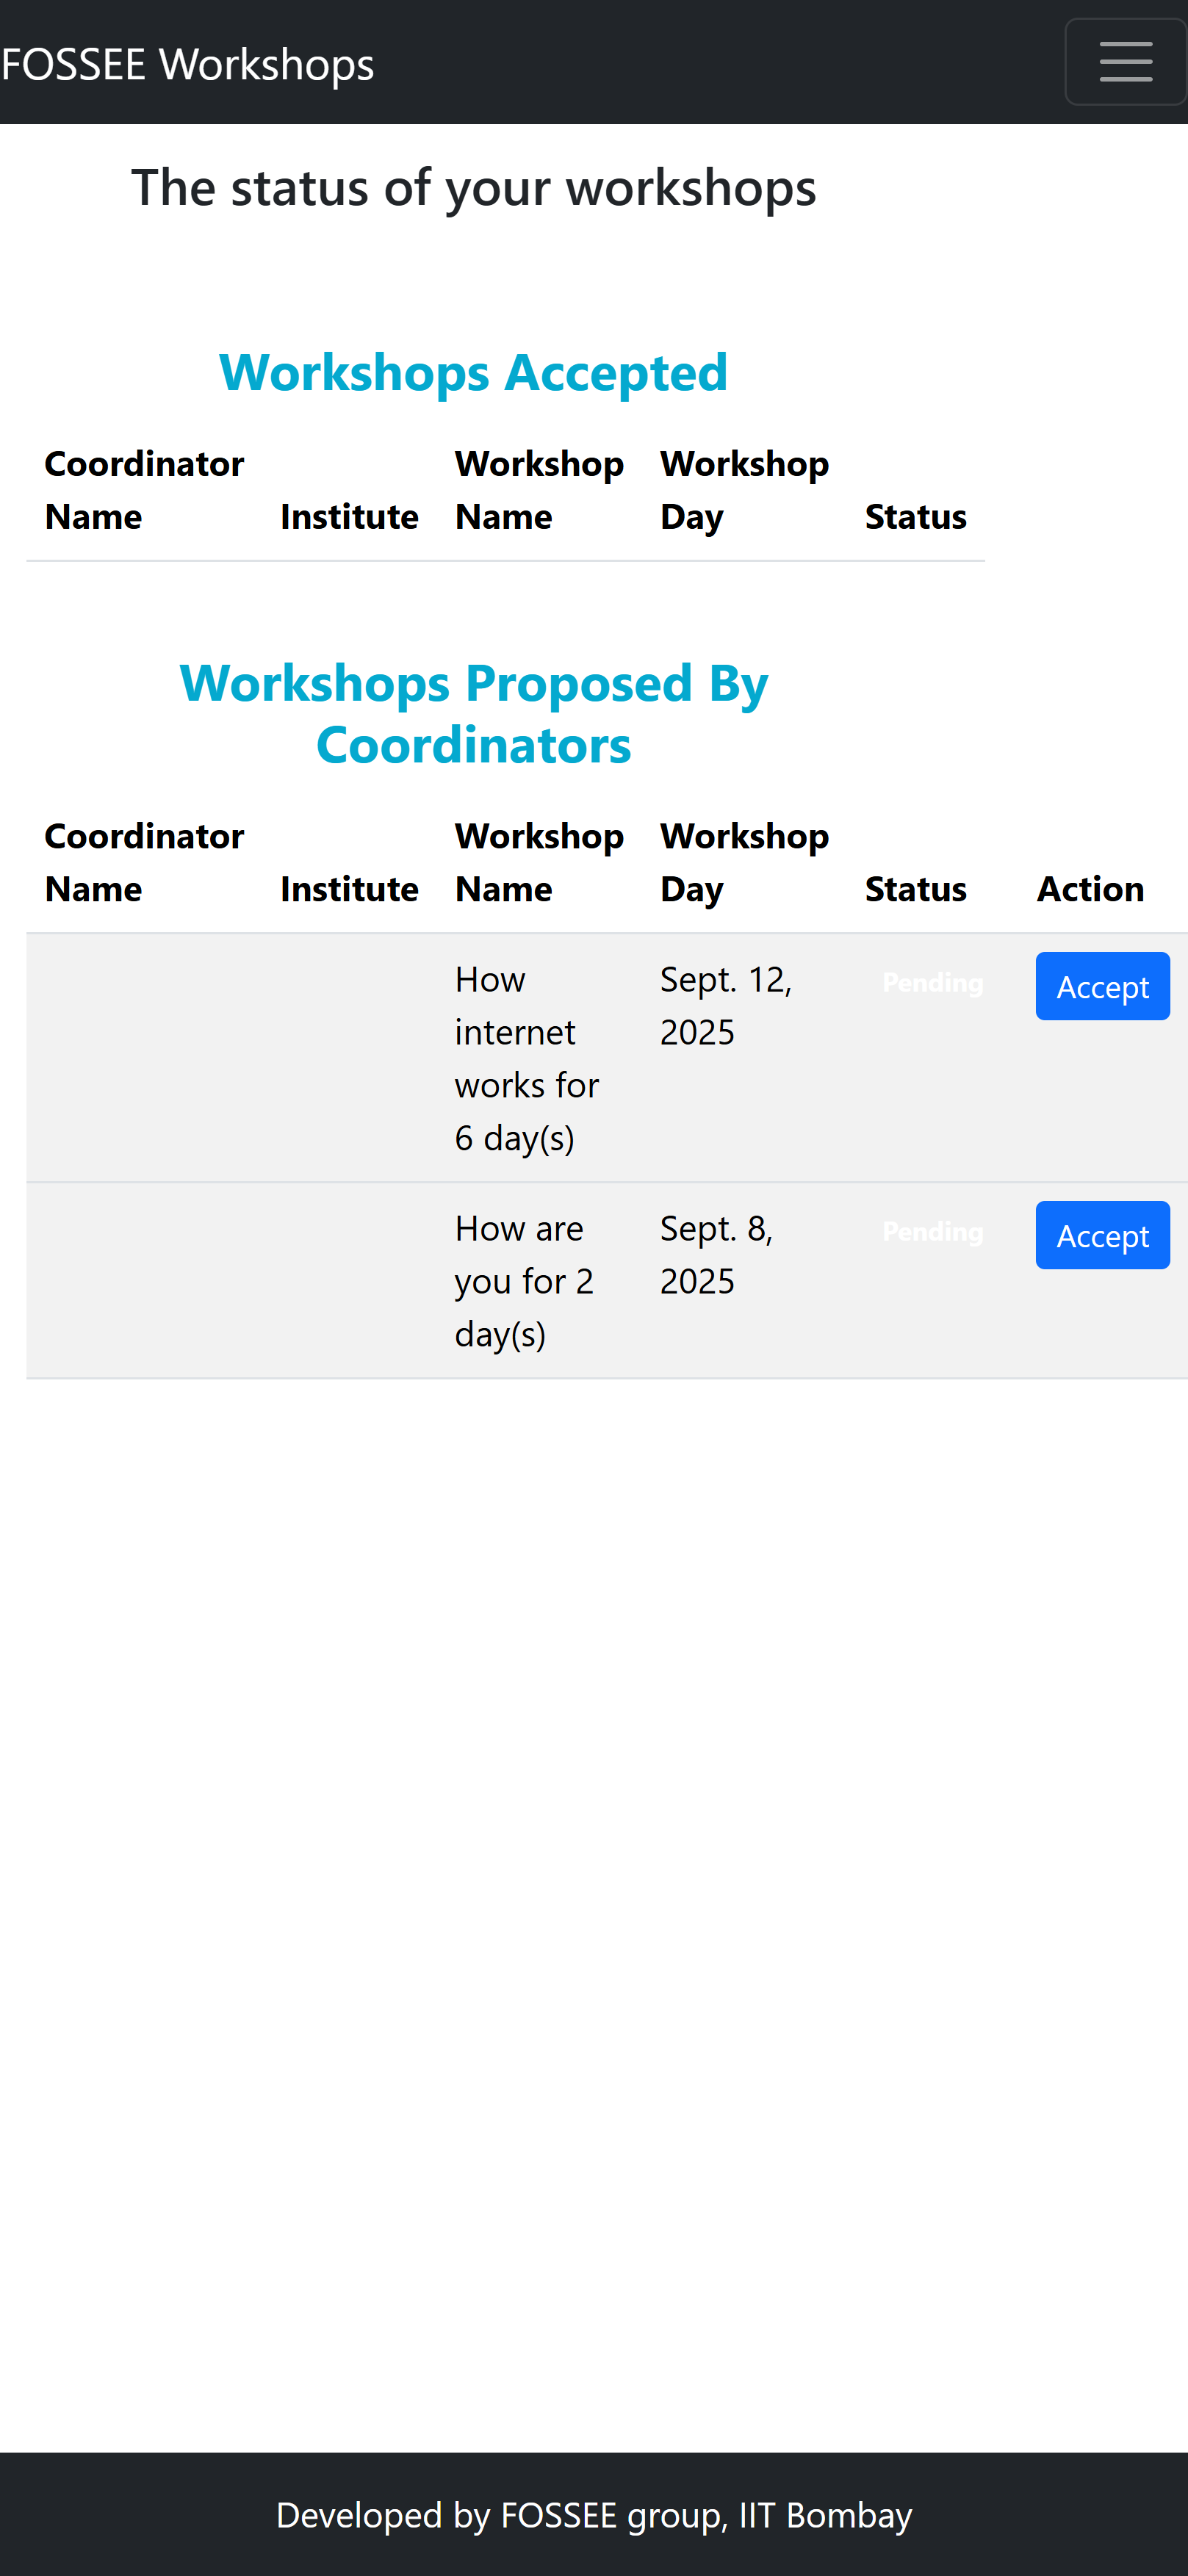 FOSSEE Workshops
The status of your workshops
Workshops Accepted
Coordinator Name Institute Workshop Name Workshop Day Status
Workshops Proposed By
Coordinators
Coordinator Name Institute Workshop Name Workshop Day Status Action
How internet works for 6 day(s) Sept. 12, 2025 Pending Accept
How are you for 2 day(s) Sept. 8, 2025 Pending Accept
Developed by FOSSEE group, IIT Bombay